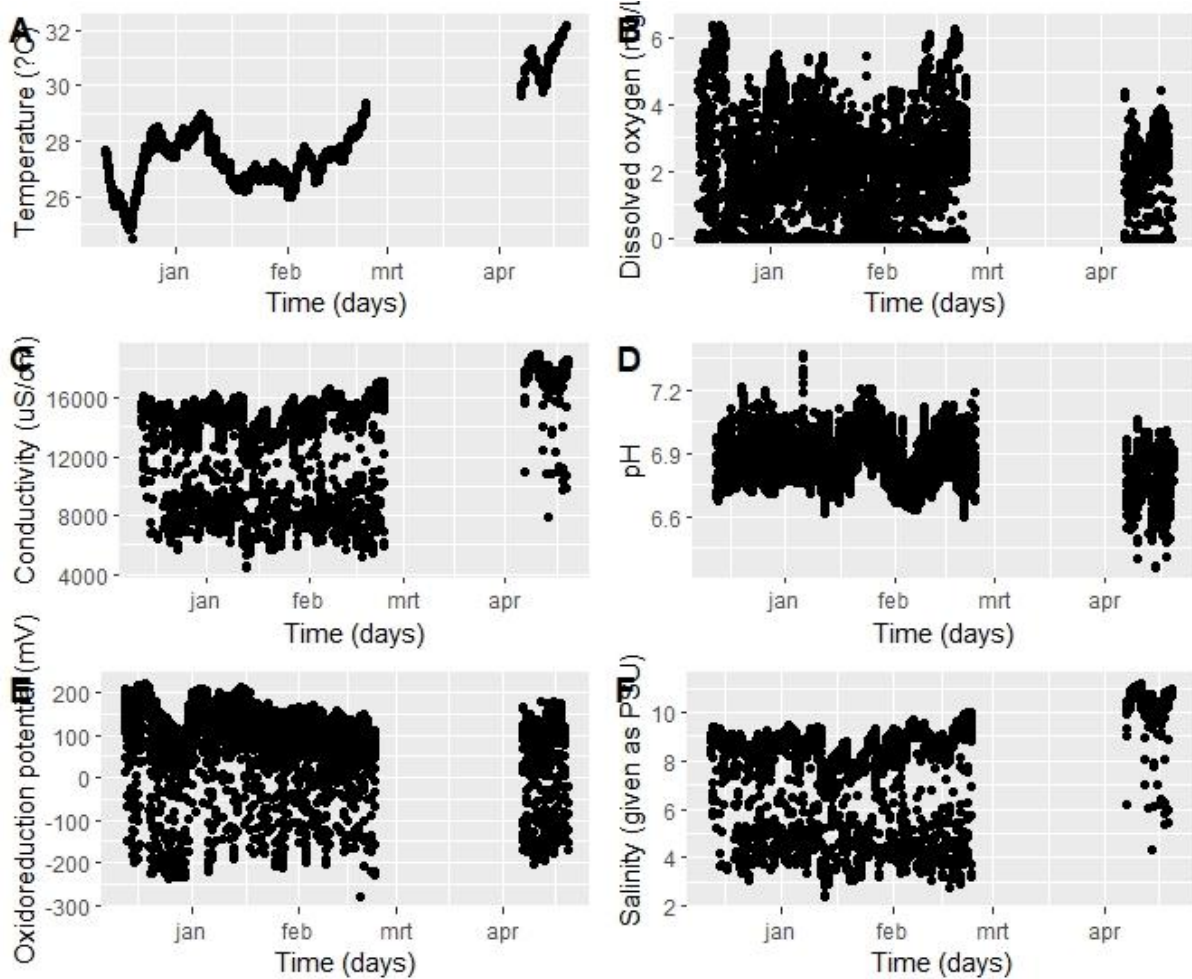 A
Temperature (?C)
32
30
28
26
jan
feb
mrt
apr
Time (days)
B
Dissolved oxygen (mg/l
6
4
2
0
jan
feb
mrt
apr
Time (days)
C
Conductivity (uS/cm)
16000
12000
8000
4000
jan
feb
mrt
apr
Time (days)
D
pH
7.2
6.9
6.6
jan
feb
mrt
apr
Time (days)
E
Oxidoreduction potential (mV)
200
100
0
-100
-200
-300
jan
feb
mrt
apr
Time (days)
F
Salinity (given as PSU)
10
8
6
4
2
jan
feb
mrt
apr
Time (days)